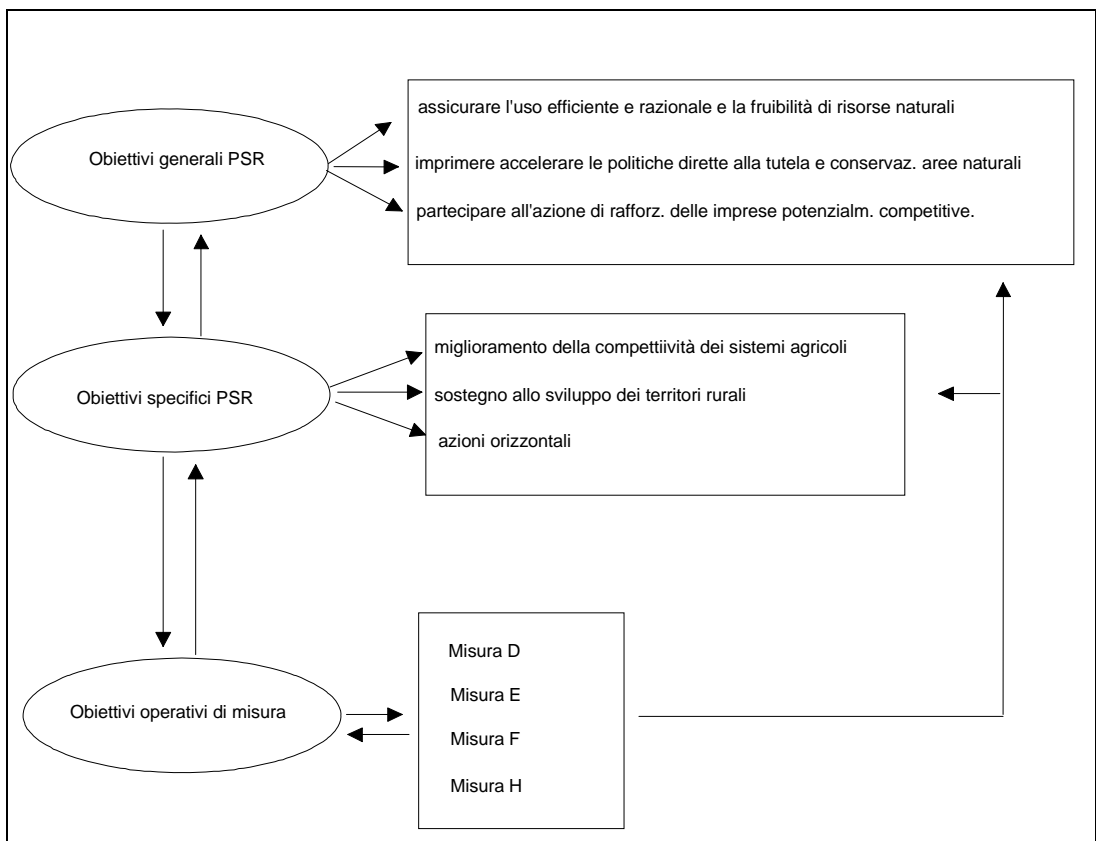 assicurare l'uso efficiente e razionale e la fruibilità di risorse naturali
Obiettivi generali PSR
imprimere accelerare le politiche dirette alla tutela e conservaz. aree naturali
partecipare all'azione di rafforz. delle imprese potenzialm. competitive.
miglioramento della compettiività dei sistemi agricoli
Obiettivi specifici PSR
sostegno allo sviluppo dei territori rurali
azioni orizzontali
Misura D
Misura E
Obiettivi operativi di misura
Misura F
Misura H